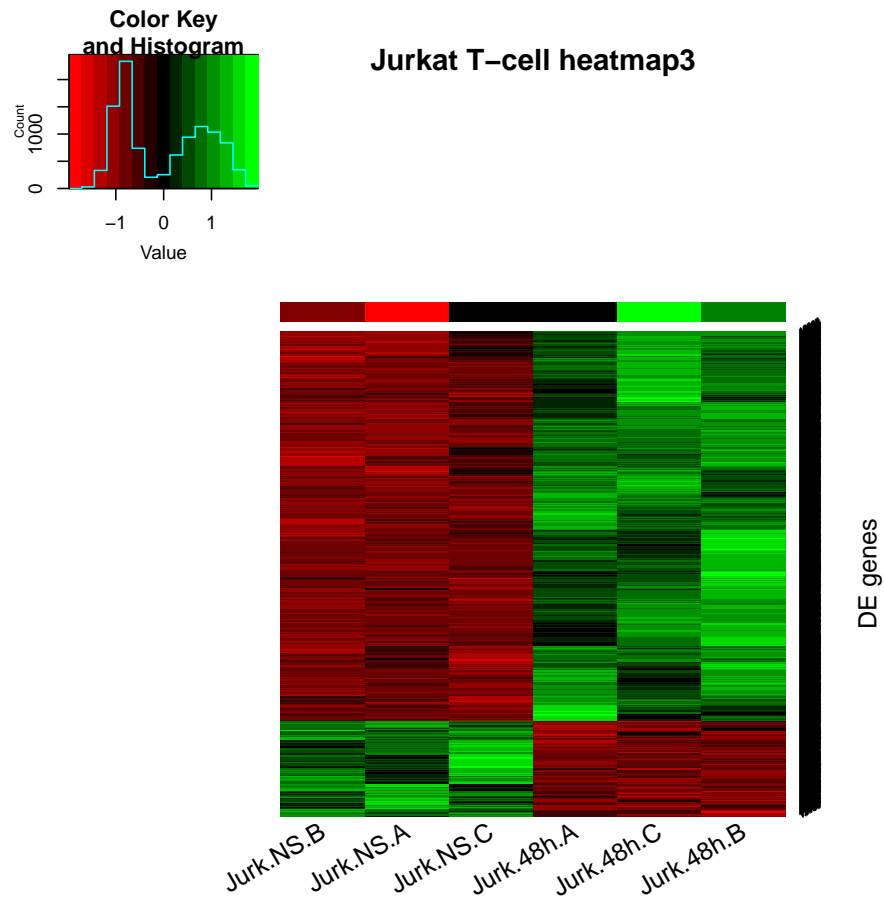 Color Key
and Histogram
Jurkat T−cell heatmap3
Count
0
1000
−1
0
1
Value
DE genes
Jurk.NS.B
Jurk.NS.A
Jurk.NS.C
Jurk.48h.A
Jurk.48h.C
Jurk.48h.B